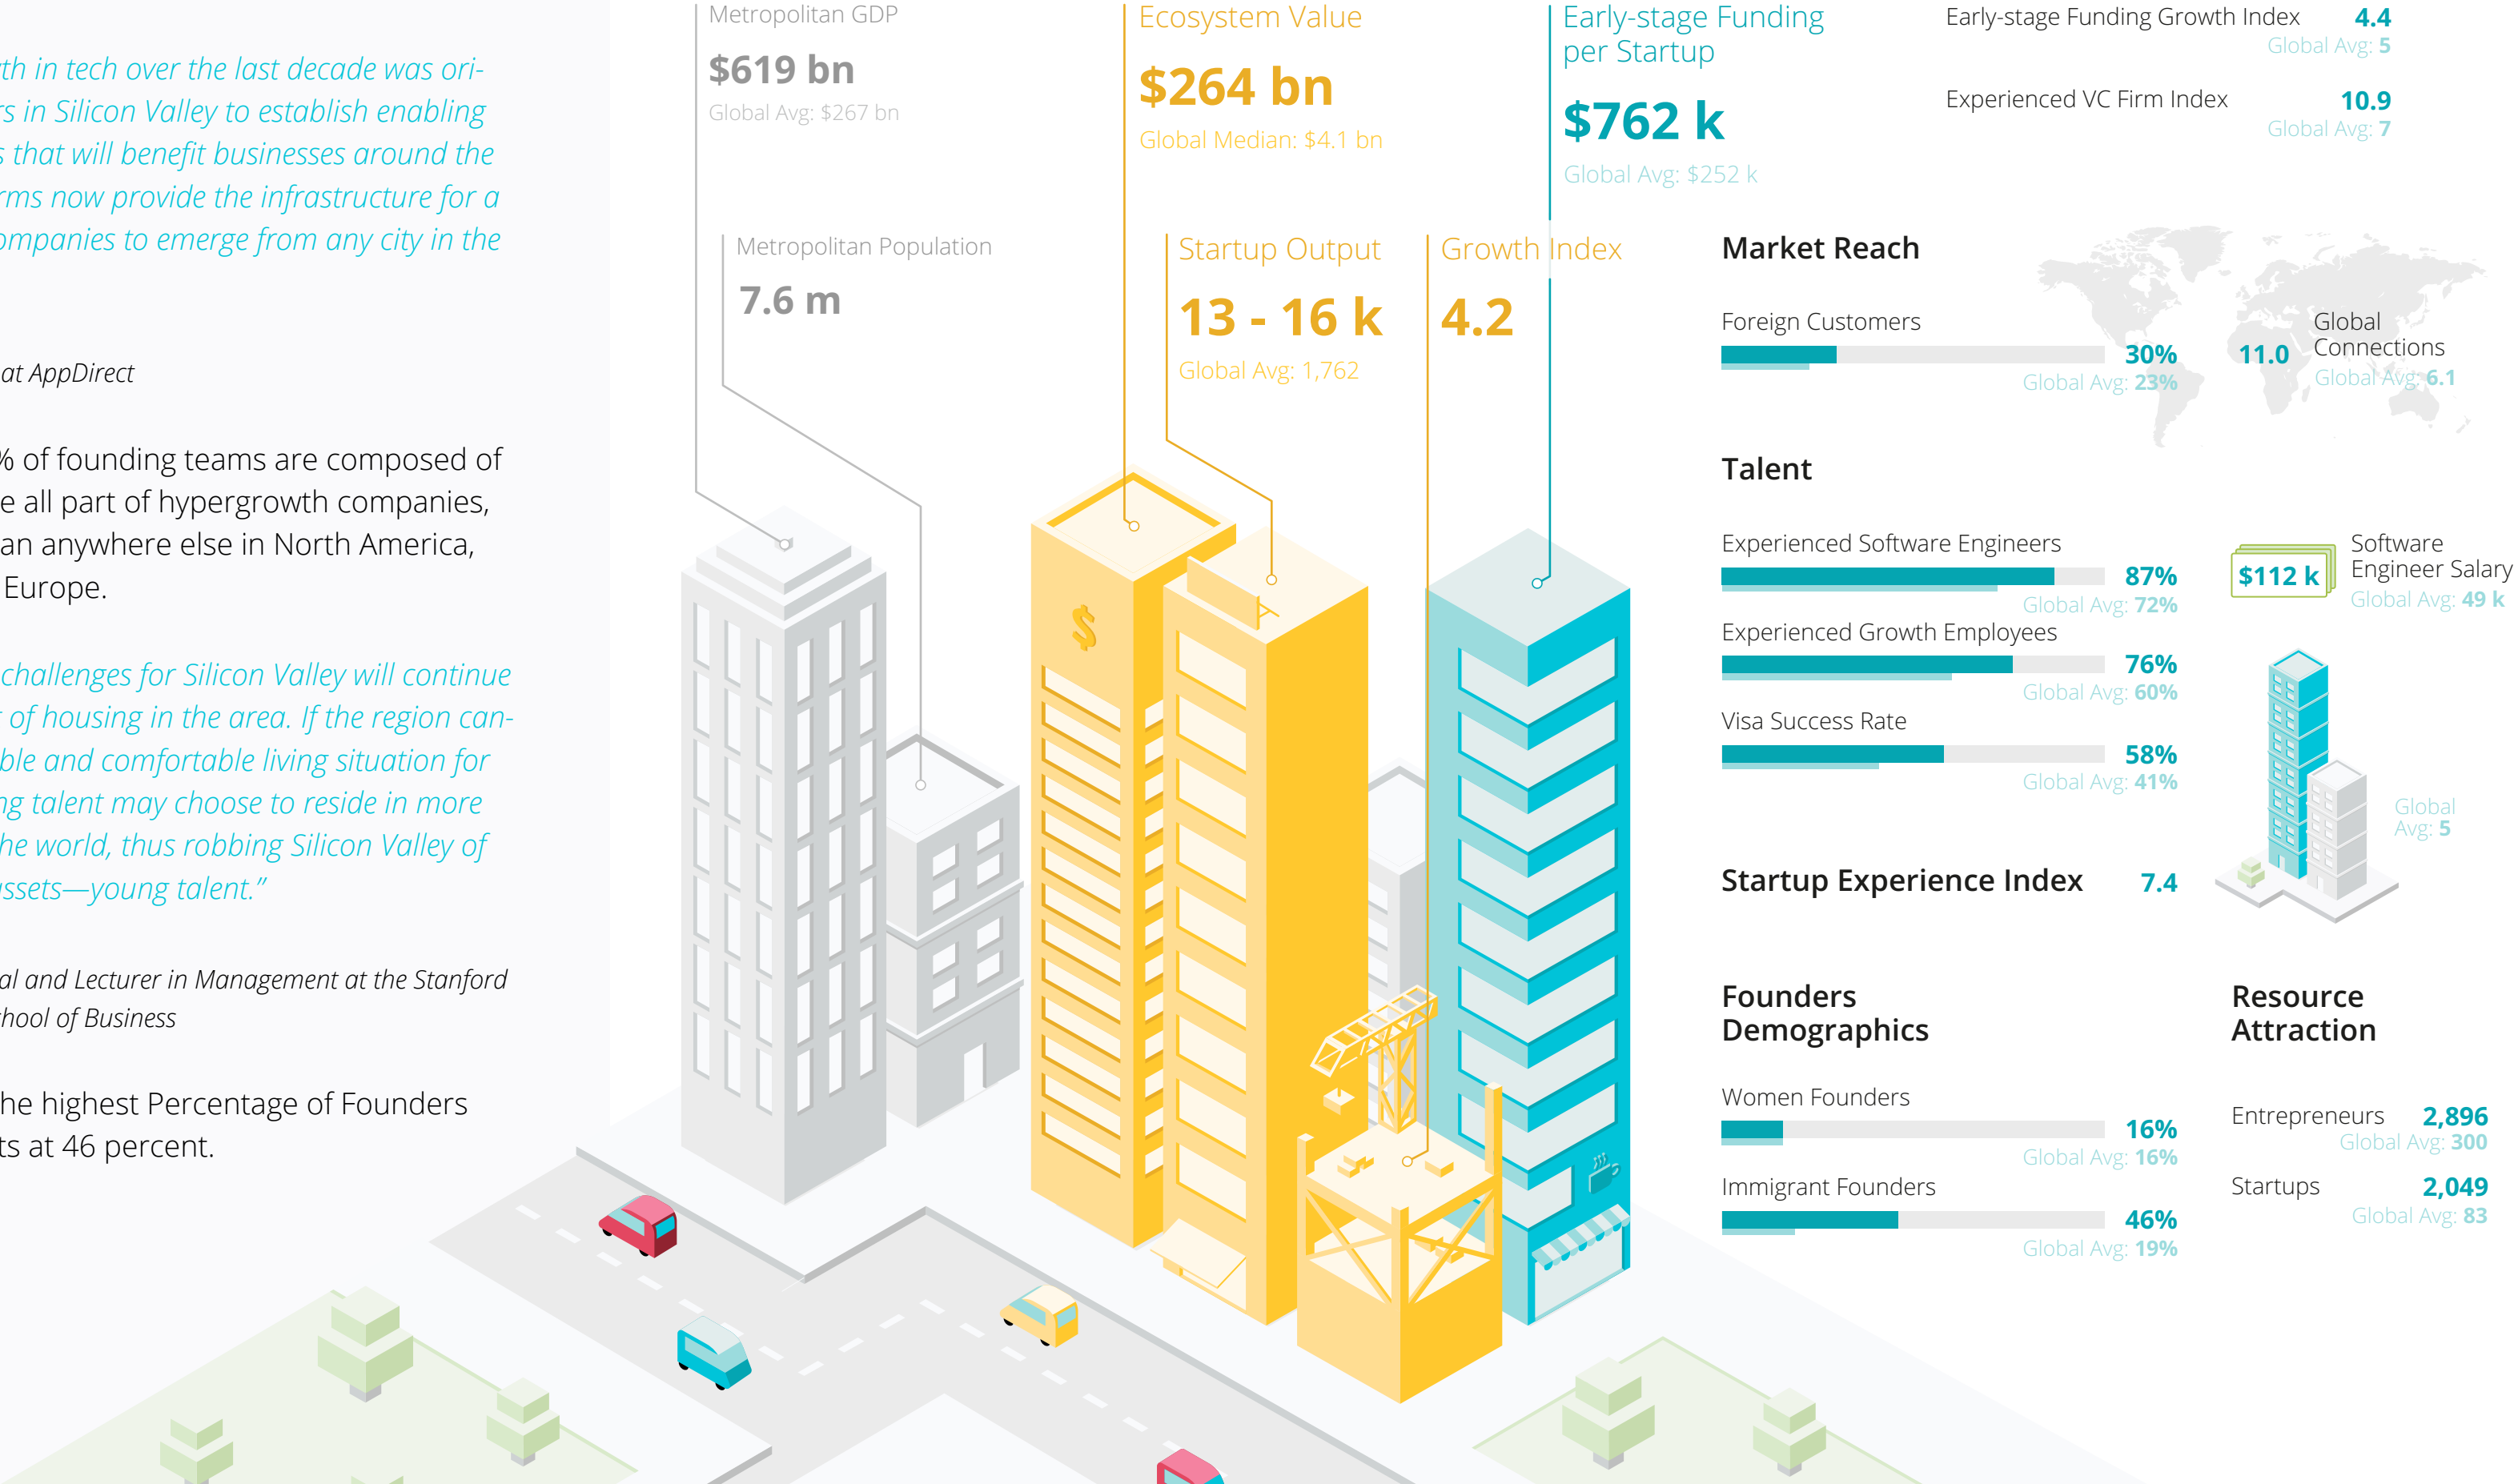 th in tech over the last decade was ori-
rs in Silicon Valley to establish enabling
s that will benefit businesses around the
rms now provide the infrastructure for a
ompanies to emerge from any city in the
at AppDirect
% of founding teams are composed of
e all part of hypergrowth companies,
an anywhere else in North America,
Europe.
challenges for Silicon Valley will continue
of housing in the area. If the region can-
ble and comfortable living situation for
ng talent may choose to reside in more
he world, thus robbing Silicon Valley of
assets—young talent.”
al and Lecturer in Management at the Stanford
chool of Business
he highest Percentage of Founders
ts at 46 percent.
Metropolitan GDP
$619 bn
Global Avg: $267 bn
Metropolitan Population
7.6 m
Ecosystem Value
$264 bn
Global Median: $4.1 bn
Startup Output
13 - 16 k
Global Avg: 1,762
Growth Index
4.2
Early-stage Funding
per Startup
$762 k
Global Avg: $252 k
Early-stage Funding Growth Index 4.4
Global Avg: 5
Experienced VC Firm Index 10.9
Global Avg: 7
Market Reach
Foreign Customers
30%
Global Avg: 23%
11.0
Global
Connections
Global Avg: 6.1
Talent
Experienced Software Engineers
87%
Global Avg: 72%
$112 k
Software
Engineer Salary
Global Avg: 49 k
Experienced Growth Employees
76%
Global Avg: 60%
Visa Success Rate
58%
Global Avg: 41%
Startup Experience Index 7.4
Global
Avg: 5
Founders
Demographics
Women Founders
16%
Global Avg: 16%
Immigrant Founders
46%
Global Avg: 19%
Resource
Attraction
Entrepreneurs 2,896
Global Avg: 300
Startups 2,049
Global Avg: 83
$